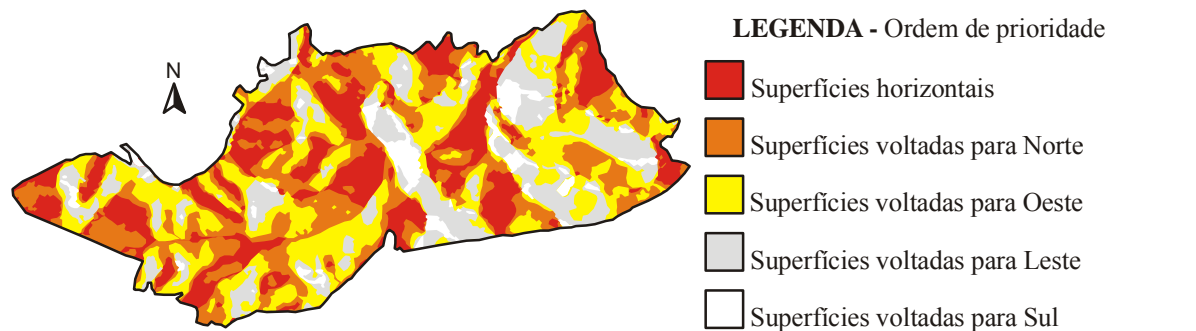 LEGENDA - Ordem de prioridade
N
Superfícies horizontais
Superfícies voltadas para Norte
Superfícies voltadas para Oeste
Superfícies voltadas para Leste
Superfícies voltadas para Sul